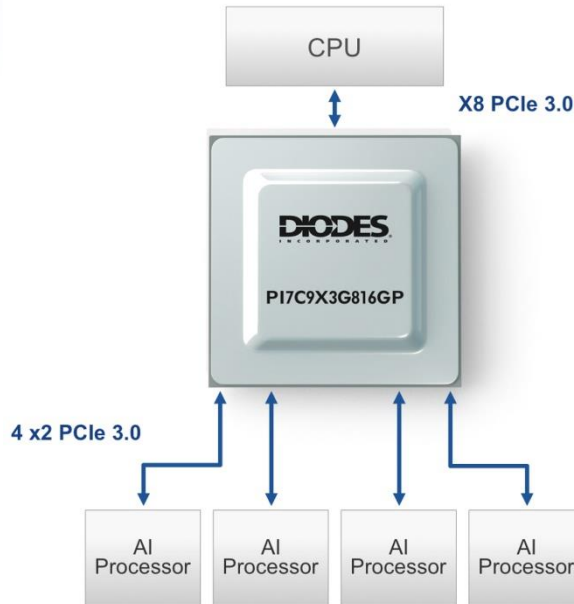 CPU
X8 PCIe 3.0
DIODES
INCORPORATED
PI7C9X3G816GP
4 x2 PCIe 3.0
AI
Processor
AI
Processor
AI
Processor
AI
Processor